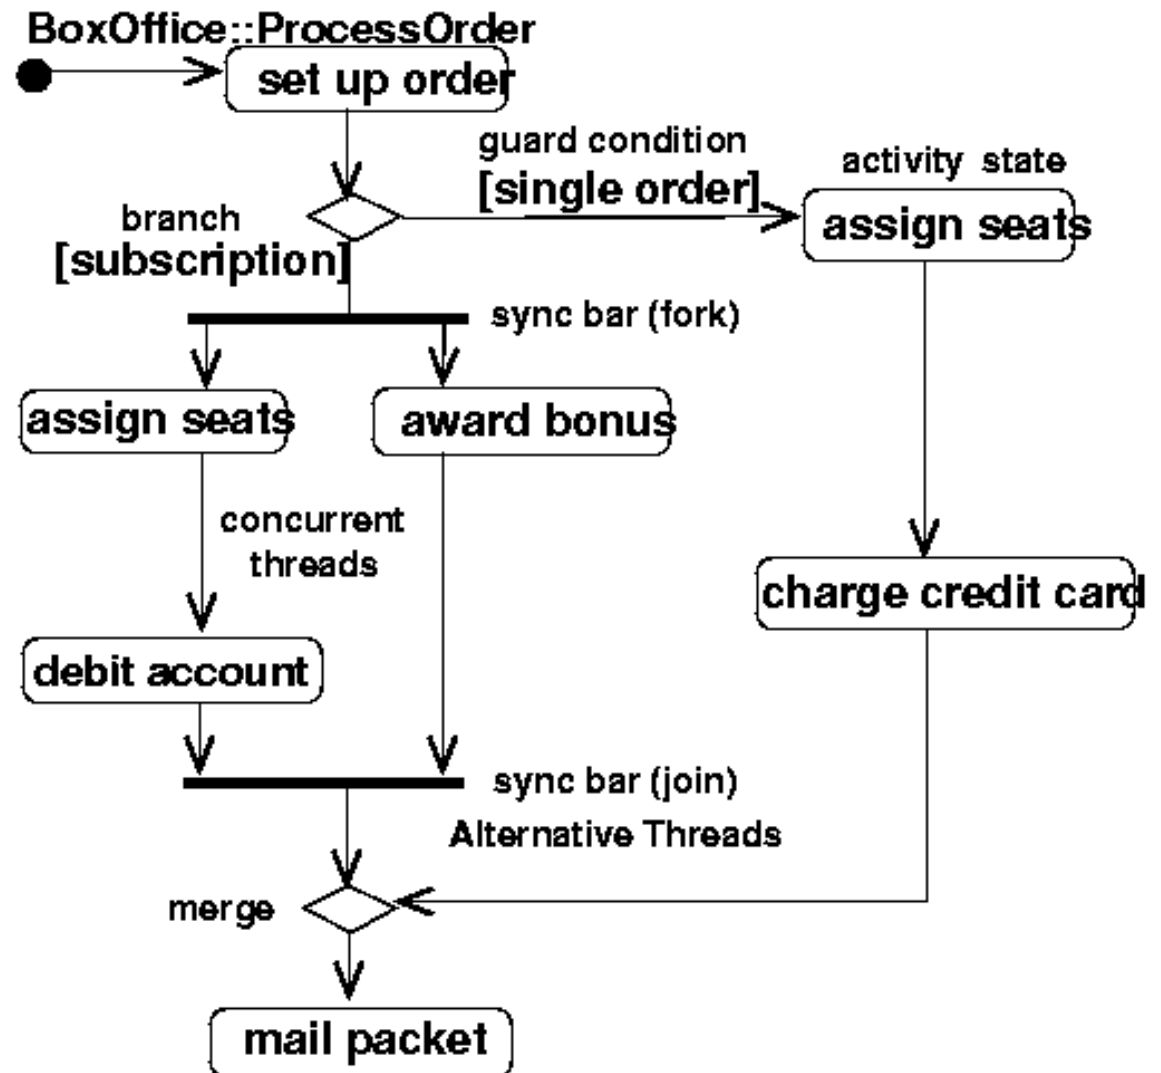 BoxOffice::ProcessOrder
set up order
guard condition
[single order]
activity state
assign seats
branch
[subscription]
sync bar (fork)
assign seats
award bonus
concurrent
threads
charge credit card
debit account
sync bar (join)
Alternative Threads
merge
mail packet